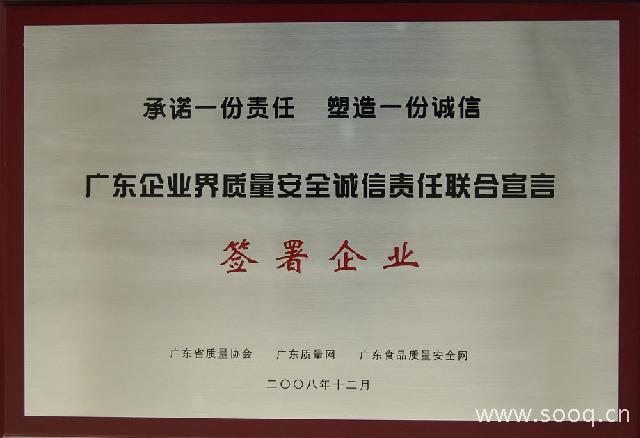 承诺一份责任 塑造一份诚信
广东企业界质量安全诚信责任联合宣言
签署企业
广东省质量协会 广东质量网 广东食品质量安全网
二〇〇八年十二月
www.sooq.cn